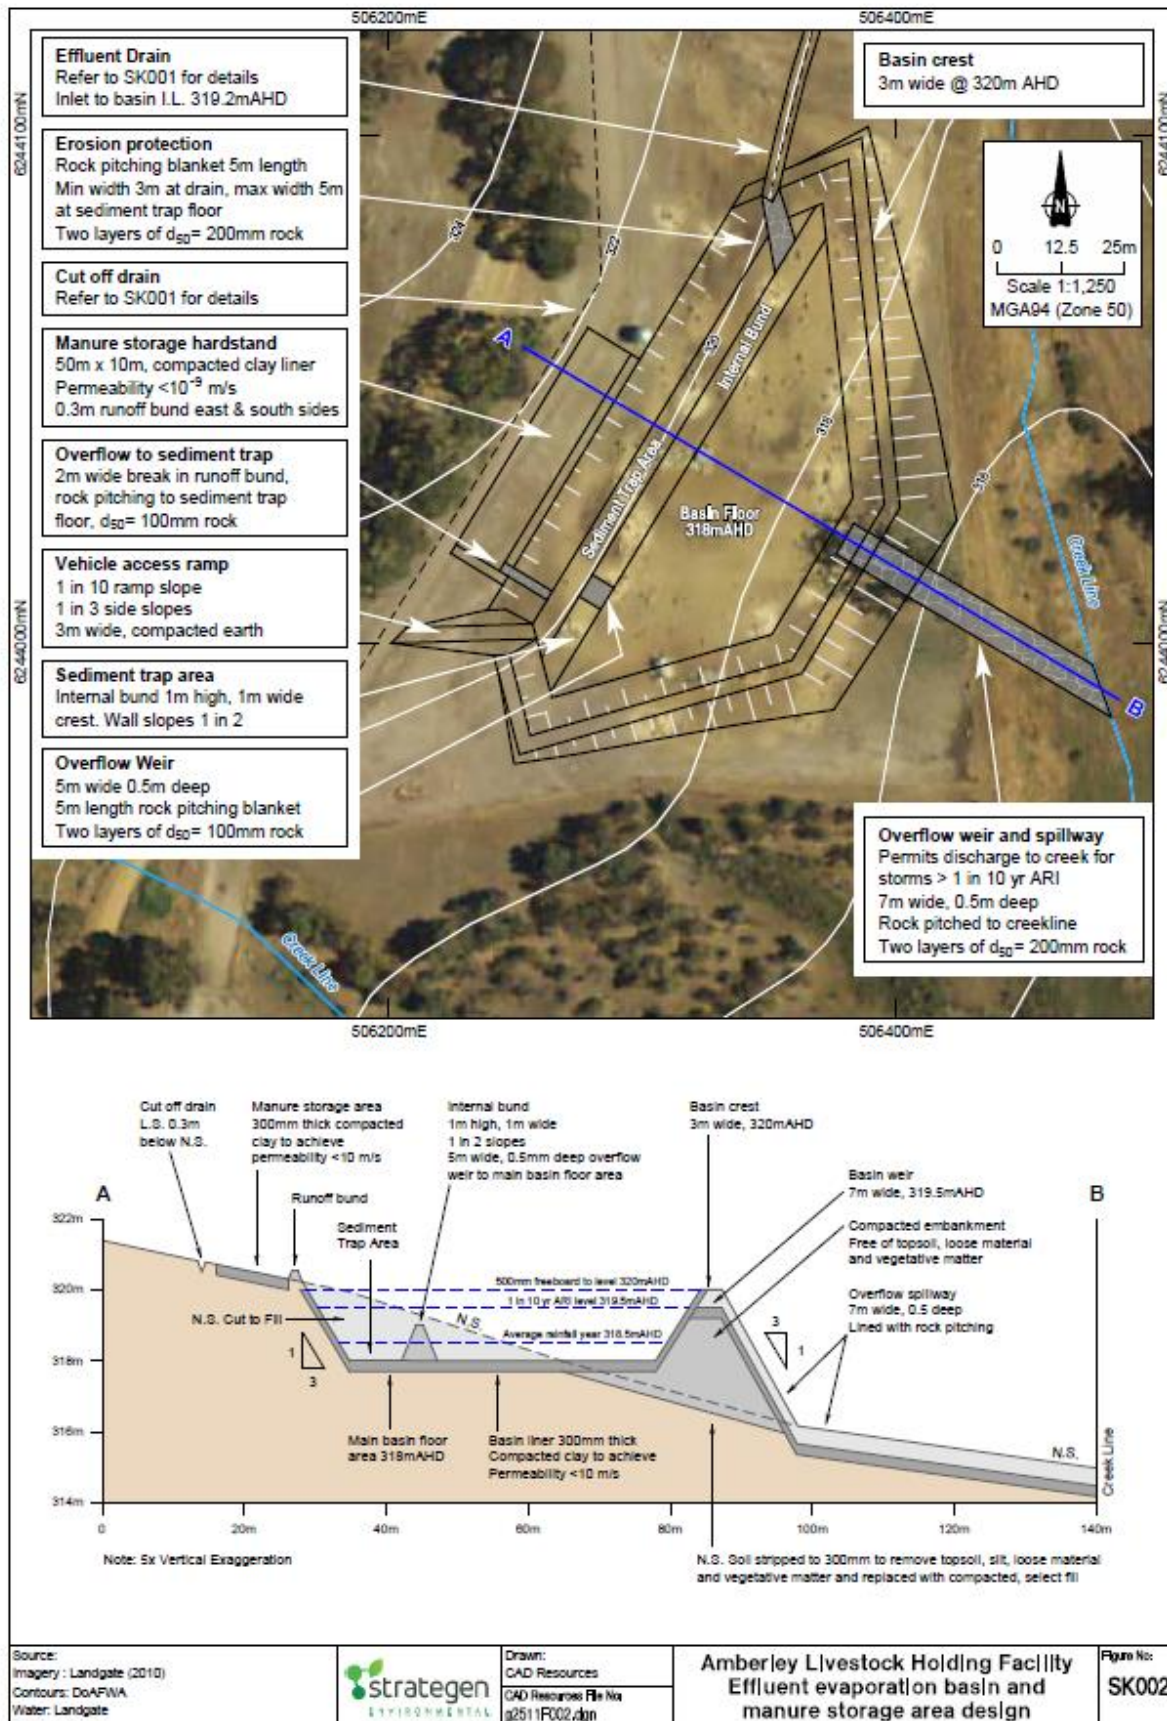 506200mE
506400mE
6244100mN
6244000mN
Effluent Drain
Refer to SK001 for details
Inlet to basin I.L. 319.2mAHD
Erosion protection
Rock pitching blanket 5m length
Min width 3m at drain, max width 5m
at sediment trap floor
Two layers of d50= 200mm rock
Cut off drain
Refer to SK001 for details
Manure storage hardstand
50m x 10m, compacted clay liner
Permeability <10-9 m/s
0.3m runoff bund east & south sides
Overflow to sediment trap
2m wide break in runoff bund,
rock pitching to sediment trap
floor, d50= 100mm rock
Vehicle access ramp
1 in 10 ramp slope
1 in 3 side slopes
3m wide, compacted earth
Sediment trap area
Internal bund 1m high, 1m wide
crest. Wall slopes 1 in 2
Overflow Weir
5m wide 0.5m deep
5m length rock pitching blanket
Two layers of d50= 100mm rock
Basin crest
3m wide @ 320m AHD
N
0 12.5 25m
Scale 1:1,250
MGA94 (Zone 50)
6244100mN
6244000mN
324
322
320
318
A
Internal Bund
Sediment Trap Area
Basin Floor
318mAHD
B
Creek Line
Creek Line
Overflow weir and spillway
Permits discharge to creek for
storms > 1 in 10 yr ARI
7m wide, 0.5m deep
Rock pitched to creekline
Two layers of d50= 200mm rock
506200mE
506400mE
Cut off drain
L.S. 0.3m
below N.S.
Manure storage area
300mm thick compacted
clay to achieve
permeability <10 m/s
Internal bund
1m high, 1m wide
1 in 2 slopes
5m wide, 0.5mm deep overflow
weir to main basin floor area
Basin crest
3m wide, 320mAHD
Basin weir
7m wide, 319.5mAHD
A
B
Runoff bund
Sediment
Trap Area
Compacted embankment
Free of topsoil, loose material
and vegetative matter
500mm freeboard to level 320mAHD
1 in 10 yr ARI level 319.5mAHD
N.S.
Average rainfall year 318.5mAHD
N.S. Cut to Fill
1
3
3
1
Overflow spillway
7m wide, 0.5 deep
Lined with rock pitching
322m
320m
318m
316m
314m
Main basin floor
area 318mAHD
Basin liner 300mm thick
Compacted clay to achieve
Permeability <10 m/s
N.S.
Creek Line
0 20m 40m 60m 80m 100m 120m 140m
Note: 5x Vertical Exaggeration
N.S. Soil stripped to 300mm to remove topsoil, silt, loose material
and vegetative matter and replaced with compacted, select fill
Source:
Imagery : Landgate (2010)
Contours: DoAFWA
Water: Landgate
strategen
ENVIRONMENTAL
Drawn:
CAD Resources
CAD Resources File No:
g2511F002.dgn
Amberley Livestock Holding Facility
Effluent evaporation basin and
manure storage area design
Figure No:
SK002